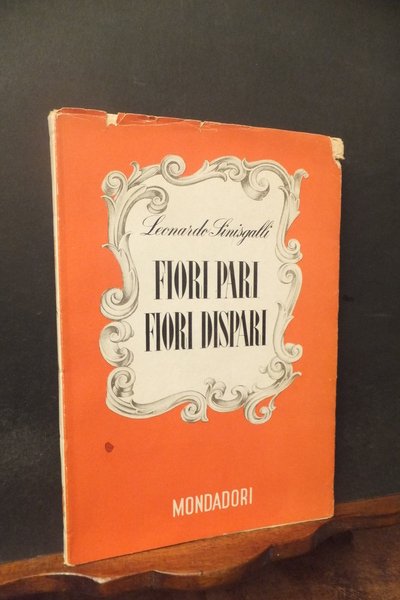 Leonardo Sinisgalli
FIORI PARI
FIORI DISPARI
MONDADORI